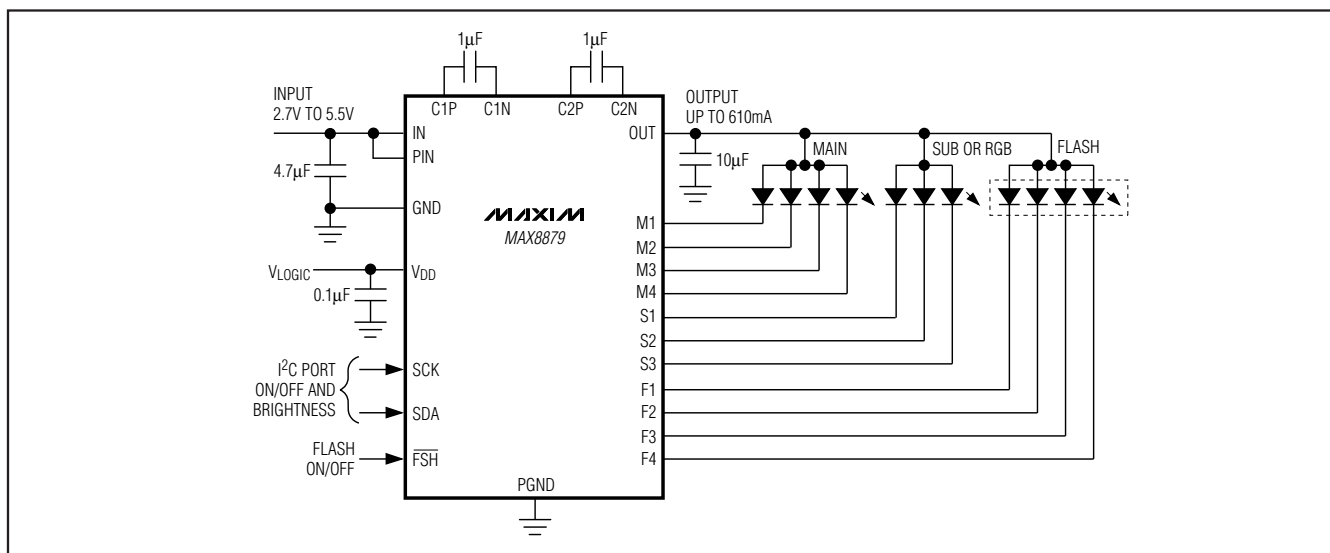 1µF
1µF
INPUT
2.7V TO 5.5V
C1P
C1N
C2P
C2N
OUTPUT
UP TO 610mA
IN
OUT
PIN
4.7µF
10µF
MAIN
SUB OR RGB
FLASH
GND
MAXIM
MAX8879
M1
M2
M3
M4
VLOGIC
VDD
0.1µF
S1
S2
S3
I2C PORT
ON/OFF AND
BRIGHTNESS
SCK
SDA
F1
F2
F3
F4
FLASH
ON/OFF
FSH
PGND